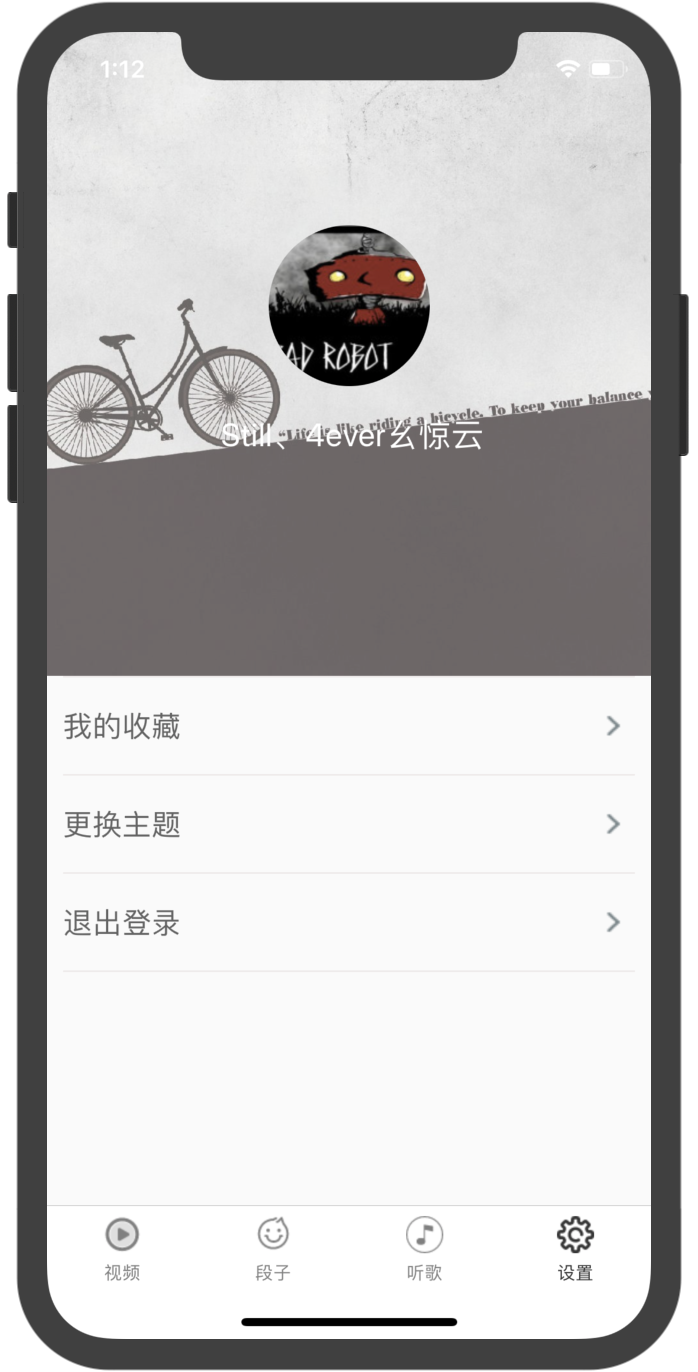 1:12
AD ROBOT
“Life is like riding a bicycle. To keep your balance
Still、4ever幺惊云
我的收藏
更换主题
退出登录
视频
段子
听歌
设置